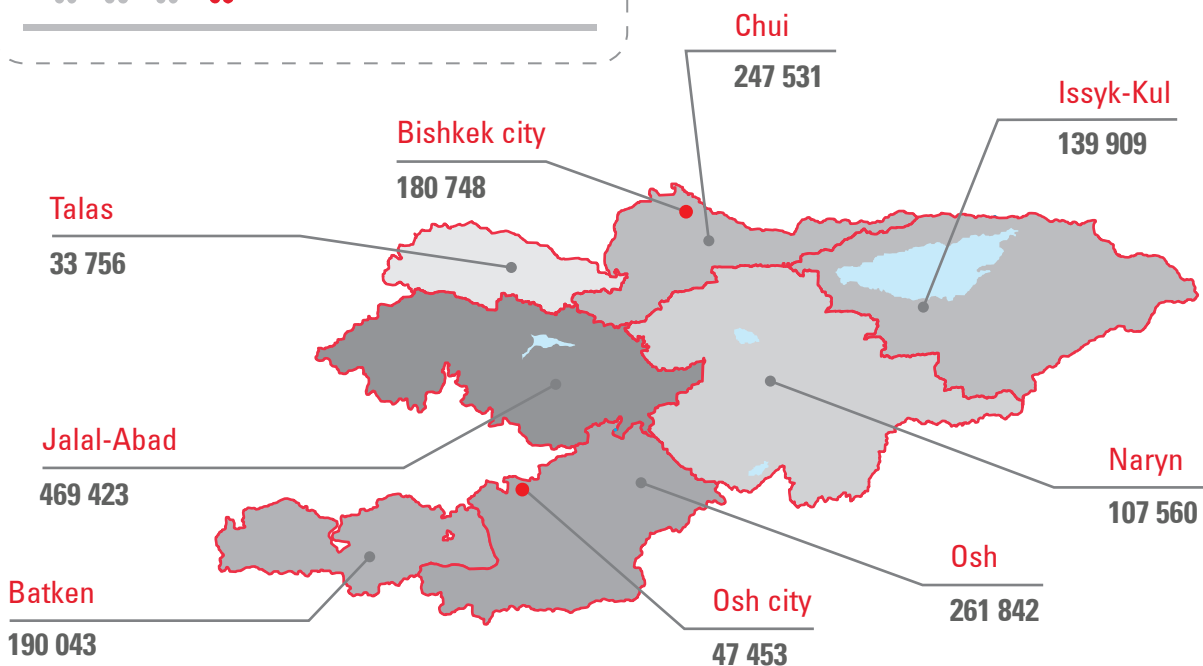 Chui
247 531
Issyk-Kul
139 909
Bishkek city
180 748
Talas
33 756
Jalal-Abad
469 423
Naryn
107 560
Batken
190 043
Osh city
47 453
Osh
261 842